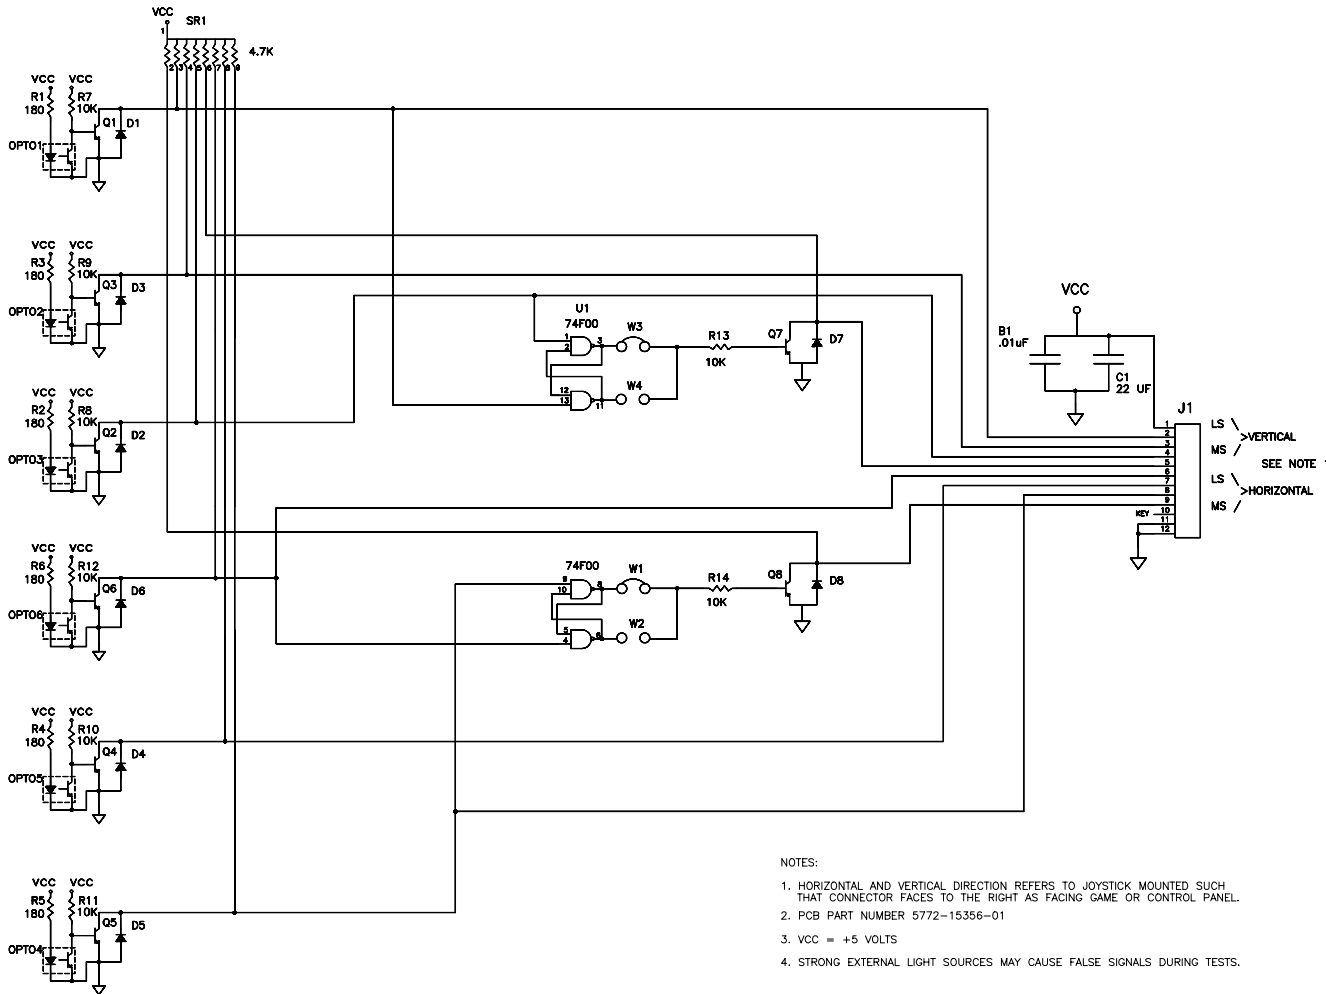 VCC
SR1
1
4.7K
2 3 4 5 6 7 8 9
VCC VCC
R1 R7
180 10K
Q1 D1
OPTO1
VCC VCC
R3 R9
180 10K
Q3 D3
OPTO2
VCC VCC
R2 R8
180 10K
Q2 D2
OPTO3
VCC VCC
R6 R12
180 10K
Q6 D6
OPTO6
VCC VCC
R4 R10
180 10K
Q4 D4
OPTO5
VCC VCC
R5 R11
180 10K
Q5 D5
OPTO4
U1
74F00
1
2
3
12
13
11
W3
W4
R13
10K
Q7
D7
74F00
9
10
8
5
4
6
W1
W2
R14
10K
Q8
D8
VCC
B1
.01uF
C1
22 UF
J1
1
2
3
4
5
6
7
8
9
KEY 10
11
12
LS \
>VERTICAL
MS /
SEE NOTE
LS \
>HORIZONTAL
MS /
NOTES:
1. HORIZONTAL AND VERTICAL DIRECTION REFERS TO JOYSTICK MOUNTED SUCH
THAT CONNECTOR FACES TO THE RIGHT AS FACING GAME OR CONTROL PANEL.
2. PCB PART NUMBER 5772-15356-01
3. VCC = +5 VOLTS
4. STRONG EXTERNAL LIGHT SOURCES MAY CAUSE FALSE SIGNALS DURING TESTS.